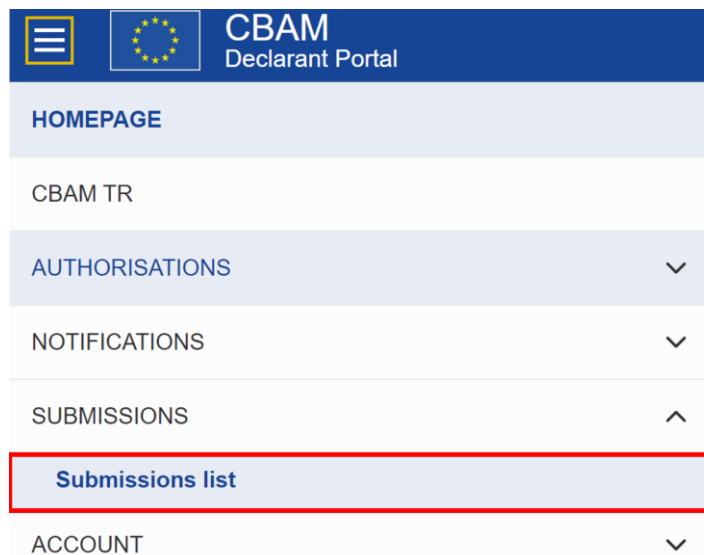 CBAM
Declarant Portal
HOMEPAGE
CBAM TR
AUTHORISATIONS
NOTIFICATIONS
SUBMISSIONS
Submissions list
ACCOUNT